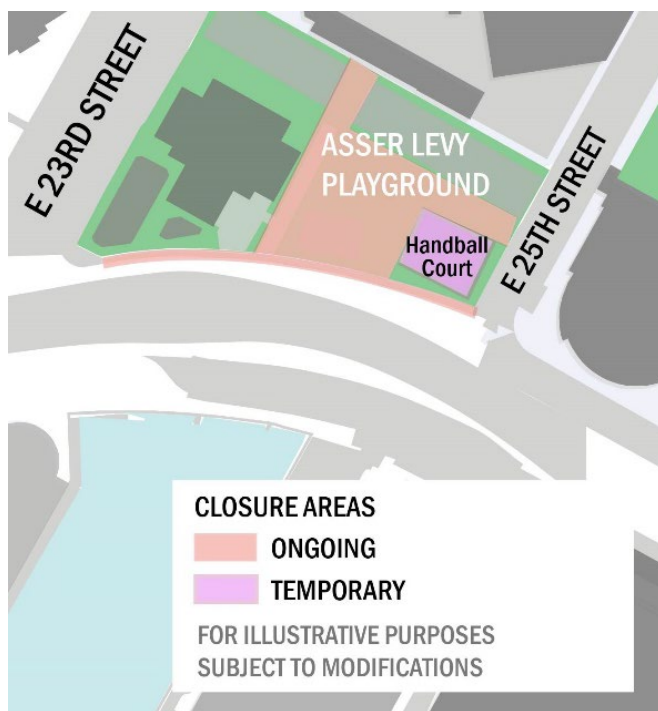 E 23RD STREET
ASSER LEVY
PLAYGROUND
Handball
Court
E 25TH STREET
CLOSURE AREAS
ONGOING
TEMPORARY
FOR ILLUSTRATIVE PURPOSES
SUBJECT TO MODIFICATIONS